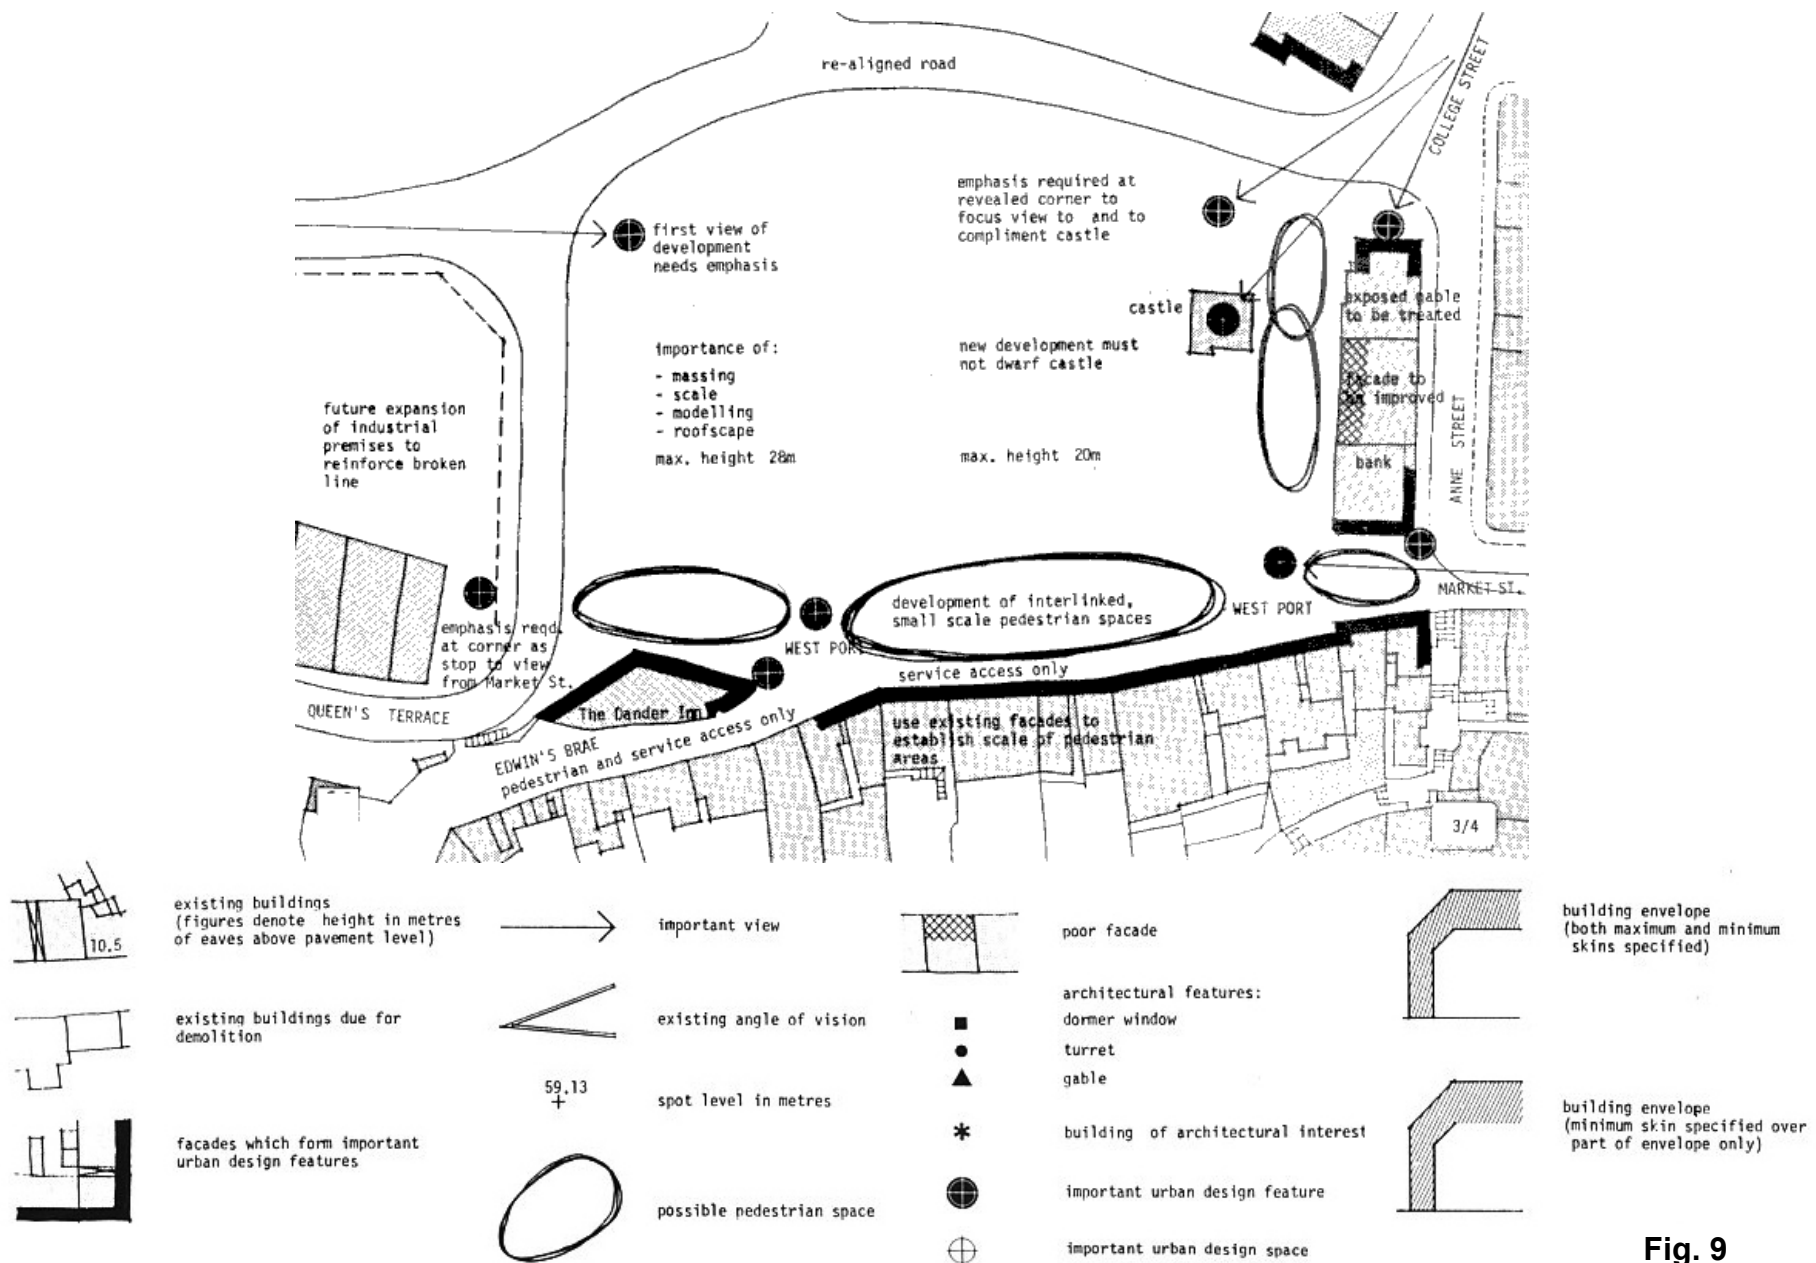 re-aligned road
COLLEGE STREET
first view of
development
needs emphasis
emphasis required at
revealed corner to
focus view to and to
compliment castle
castle
exposed gable
to be treated
importance of:
- massing
- scale
- modelling
- roofscape
max. height 28m
new development must
not dwarf castle
max. height 20m
facade to
be improved
bank
ANNE STREET
future expansion
of industrial
premises to
reinforce broken
line
emphasis reqd.
at corner as
stop to view
from Market St.
QUEEN'S TERRACE
WEST PORT
development of interlinked,
small scale pedestrian spaces
WEST PORT
MARKET ST.
service access only
The Dander Inn
EDWIN'S BRAE
pedestrian and service access only
use existing facades to
establish scale of pedestrian
areas
3/4
existing buildings
(figures denote height in metres
of eaves above pavement level)
10.5
existing buildings due for
demolition
facades which form important
urban design features
important view
existing angle of vision
59.13
spot level in metres
possible pedestrian space
poor facade
architectural features:
dormer window
turret
gable
building of architectural interest
important urban design feature
important urban design space
building envelope
(both maximum and minimum
skins specified)
building envelope
(minimum skin specified over
part of envelope only)
Fig. 9